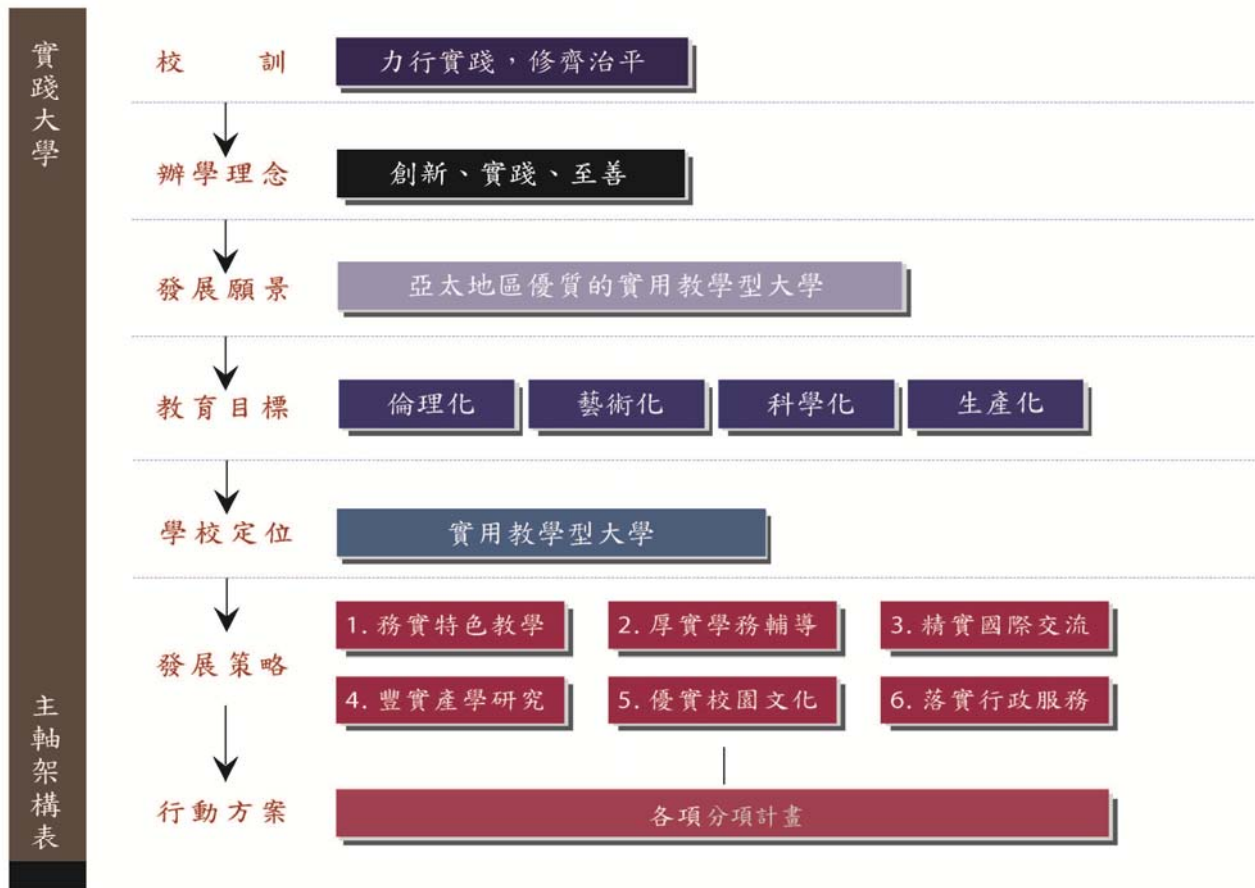 實踐大學
主軸架構表
校訓
力行實踐，修齊治平
辦學理念
創新、實踐、至善
發展願景
亞太地區優質的實用教學型大學
教育目標
倫理化
藝術化
科學化
生產化
學校定位
實用教學型大學
發展策略
1. 務實特色教學
2. 厚實學務輔導
3. 精實國際交流
4. 豐實產學研究
5. 優實校園文化
6. 落實行政服務
行動方案
各項分項計畫